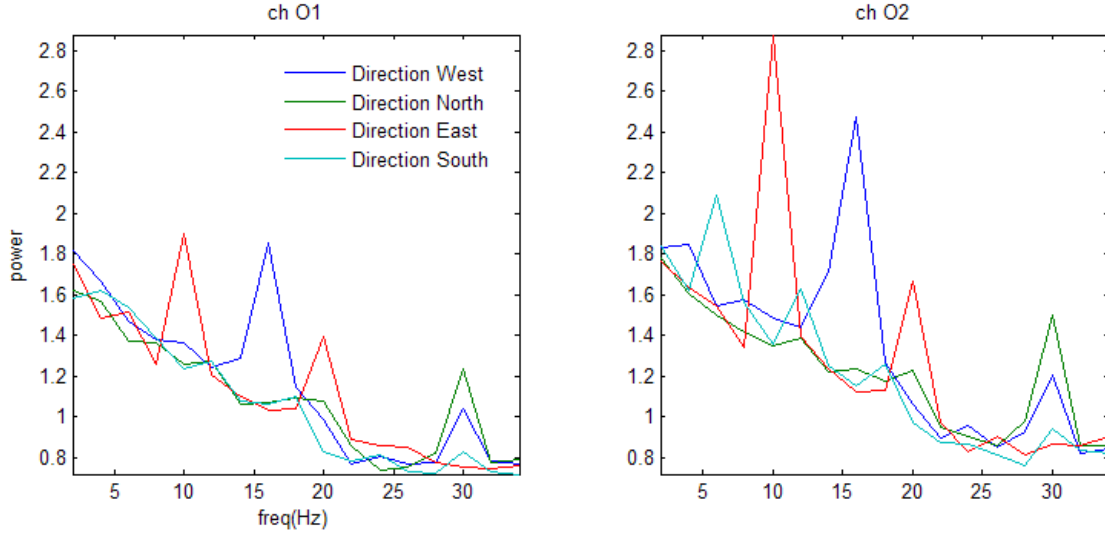 ch O1
2.8
2.6
2.4
2.2
2
1.8
1.6
1.4
1.2
1
0.8
power
Direction West
Direction North
Direction East
Direction South
5 10 15 20 25 30
freq(Hz)
ch O2
2.8
2.6
2.4
2.2
2
1.8
1.6
1.4
1.2
1
0.8
5 10 15 20 25 30